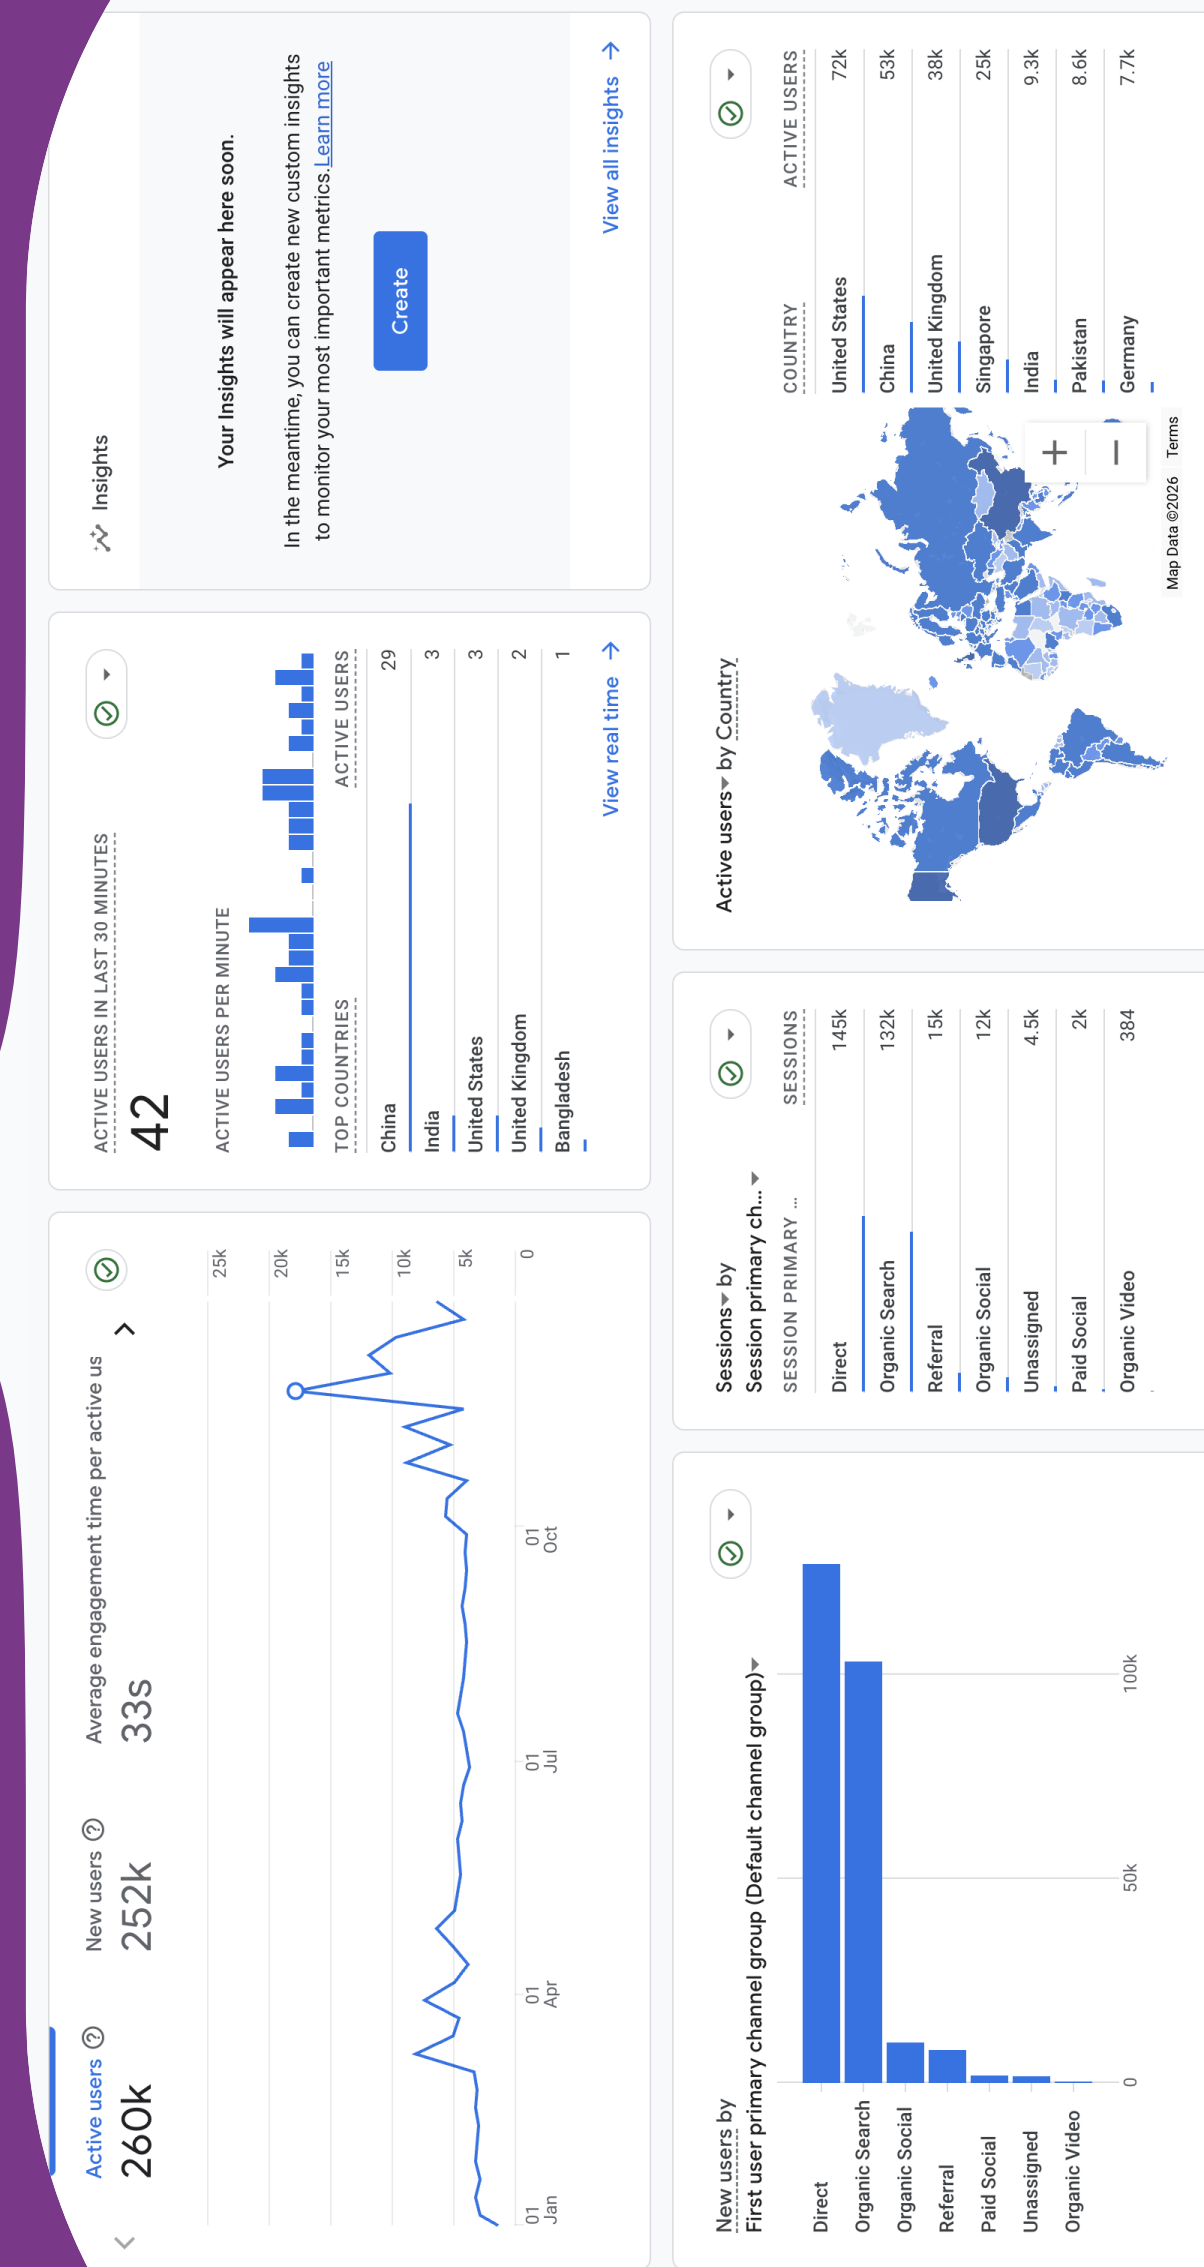 Active users
260k
New users
252k
Average engagement time per active us
33s
25k
20k
15k
10k
5k
0
01
Jan
01
Apr
01
Jul
01
Oct
ACTIVE USERS IN LAST 30 MINUTES
42
ACTIVE USERS PER MINUTE
TOP COUNTRIES ACTIVE USERS
China 29
India 3
United States 3
United Kingdom 2
Bangladesh 1
View real time →
Insights
Your Insights will appear here soon.
In the meantime, you can create new custom insights
to monitor your most important metrics. Learn more
Create
View all insights →
New users by
First user primary channel group (Default channel group)
Direct
Organic Search
Organic Social
Referral
Paid Social
Unassigned
Organic Video
0 50k 100k
Sessions by
Session primary ch...
SESSION PRIMARY ... SESSIONS
Direct 145k
Organic Search 132k
Referral 15k
Organic Social 12k
Unassigned 4.5k
Paid Social 2k
Organic Video 384
Active users by Country
Map Data ©2026 Terms
COUNTRY ACTIVE USERS
United States 72k
China 53k
United Kingdom 38k
Singapore 25k
India 9.3k
Pakistan 8.6k
Germany 7.7k